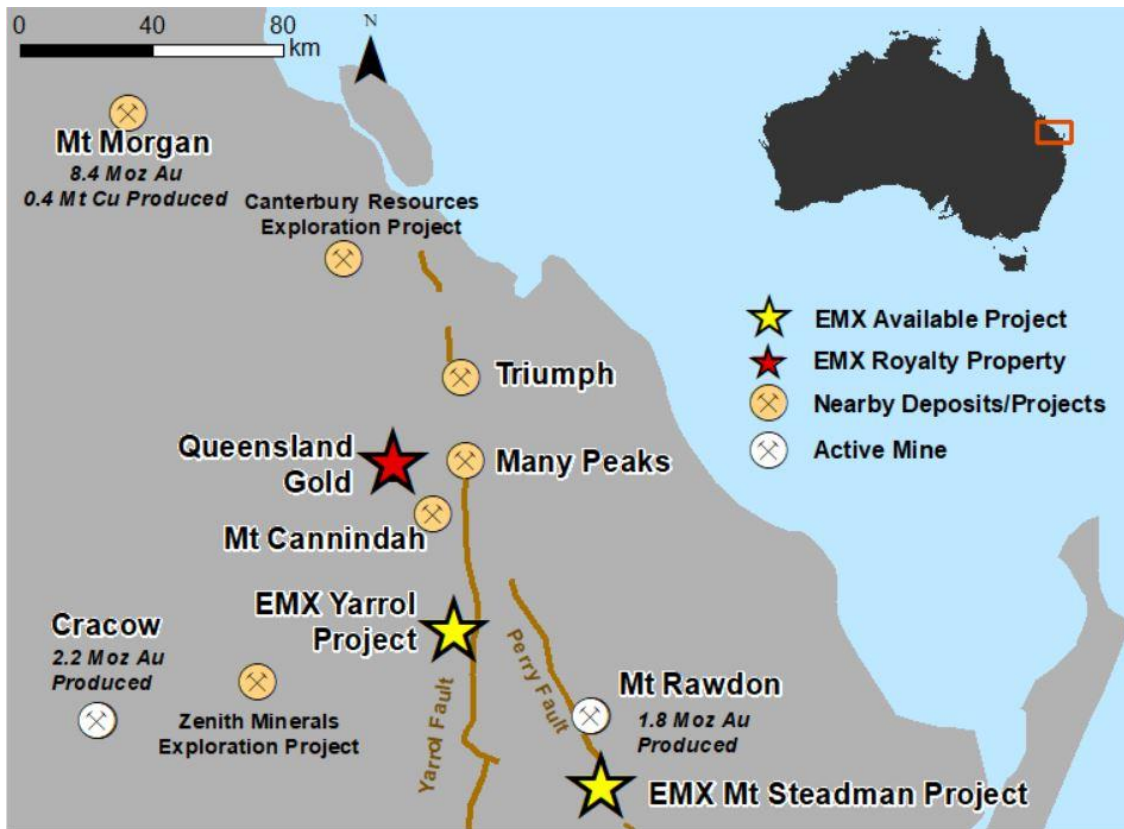 0 40 80
km
N
Mt Morgan
8.4 Moz Au
0.4 Mt Cu Produced
Canterbury Resources
Exploration Project
EMX Available Project
EMX Royalty Property
Nearby Deposits/Projects
Active Mine
Triumph
Queensland
Gold
Many Peaks
Mt Cannindah
EMX Yarrol
Project
Cracow
2.2 Moz Au
Produced
Zenith Minerals
Exploration Project
Yarrol Fault
Perry Fault
Mt Rawdon
1.8 Moz Au
Produced
EMX Mt Steadman Project